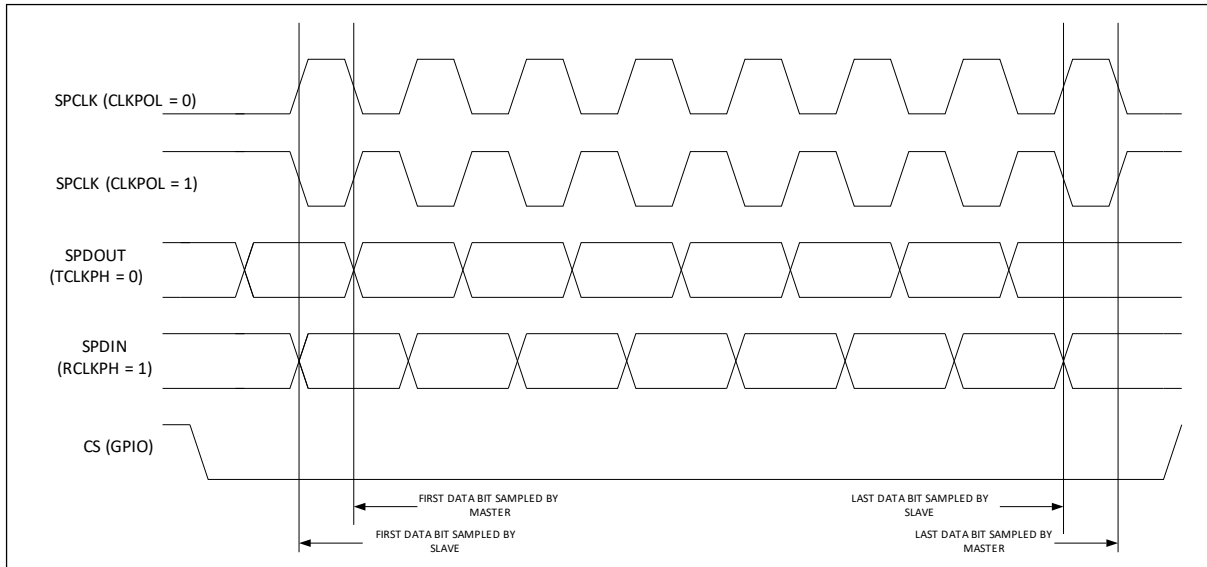 SPCLK (CLKPOL = 0)
SPCLK (CLKPOL = 1)
SPDOUT
(TCLKPH = 0)
SPDIN
(RCLKPH = 1)
CS (GPIO)
FIRST DATA BIT SAMPLED BY
MASTER
LAST DATA BIT SAMPLED BY
SLAVE
FIRST DATA BIT SAMPLED BY
SLAVE
LAST DATA BIT SAMPLED BY
MASTER